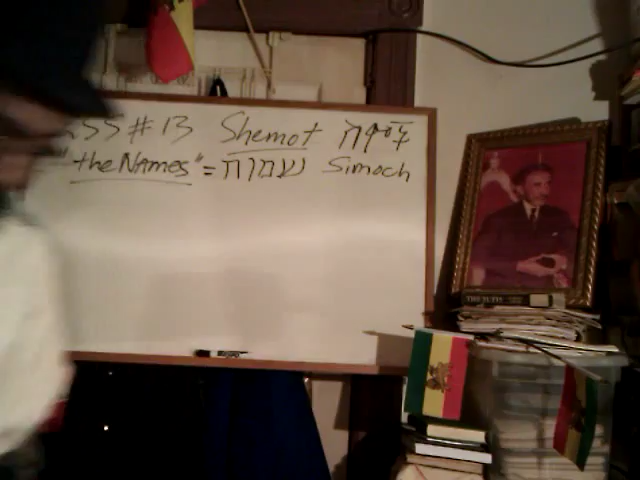 SS #13 Shemot
"the NAMES" = שמות Simoch